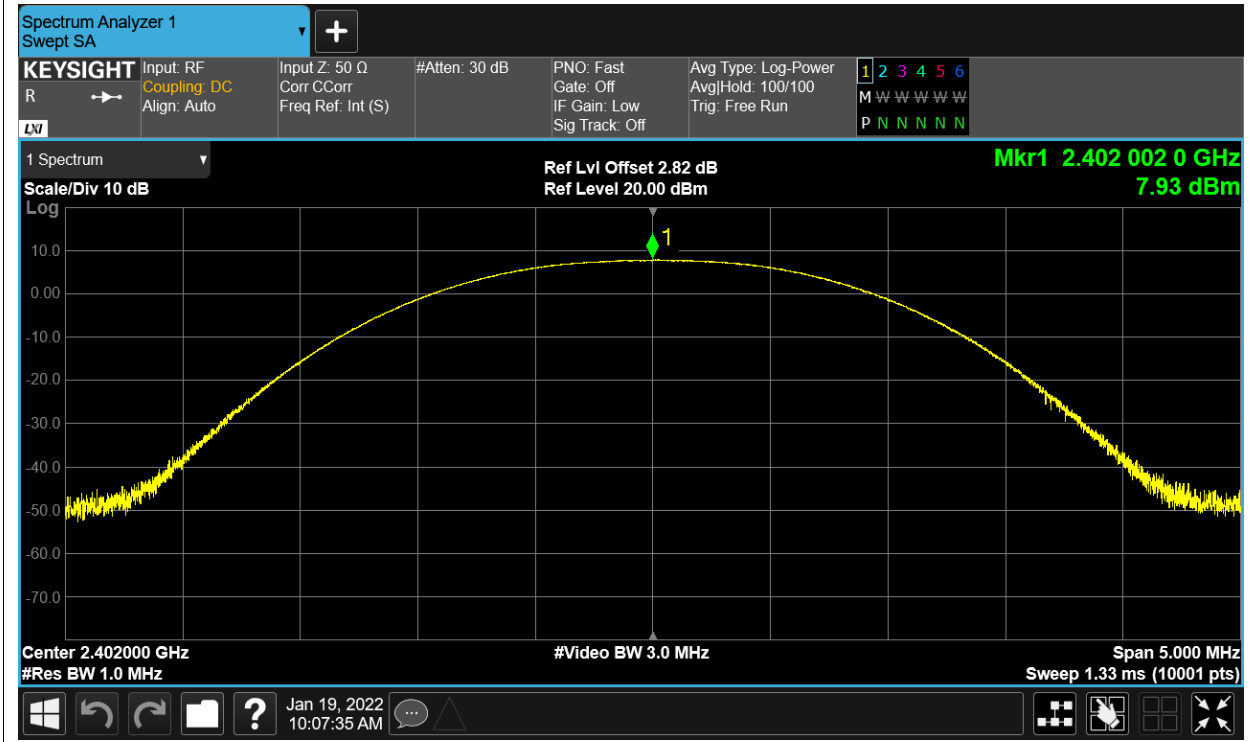 Spectrum Analyzer 1
Swept SA
+
KEYSIGHT
R
LXI
Input: RF
Coupling: DC
Align: Auto
Input Z: 50 Ω
Corr CCorr
Freq Ref: Int (S)
#Atten: 30 dB
PNO: Fast
Gate: Off
IF Gain: Low
Sig Track: Off
Avg Type: Log-Power
Avg|Hold: 100/100
Trig: Free Run
1 2 3 4 5 6
M W W W W W
P N N N N N
1 Spectrum
Scale/Div 10 dB
Log
Ref Lvl Offset 2.82 dB
Ref Level 20.00 dBm
Mkr1 2.402 002 0 GHz
7.93 dBm
1
10.0
0.00
-10.0
-20.0
-30.0
-40.0
-50.0
-60.0
-70.0
Center 2.402000 GHz
#Video BW 3.0 MHz
Span 5.000 MHz
#Res BW 1.0 MHz
Sweep 1.33 ms (10001 pts)
?
Jan 19, 2022
10:07:35 AM